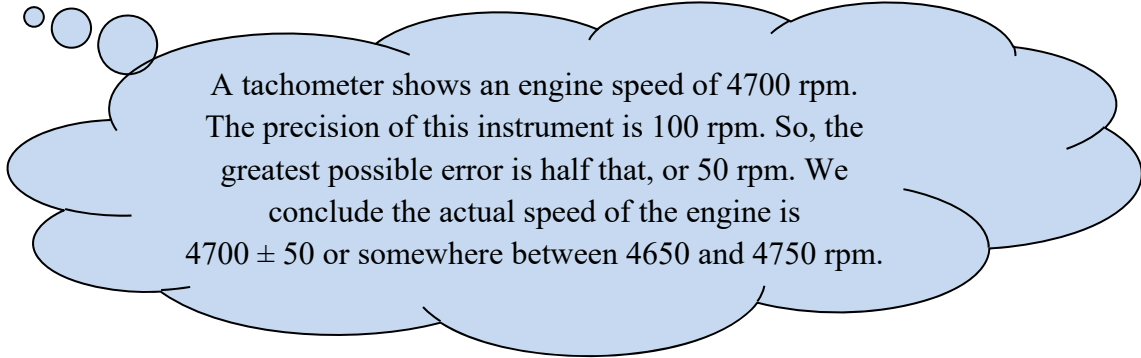 A tachometer shows an engine speed of 4700 rpm.
The precision of this instrument is 100 rpm. So, the
greatest possible error is half that, or 50 rpm. We
conclude the actual speed of the engine is
4700 ± 50 or somewhere between 4650 and 4750 rpm.